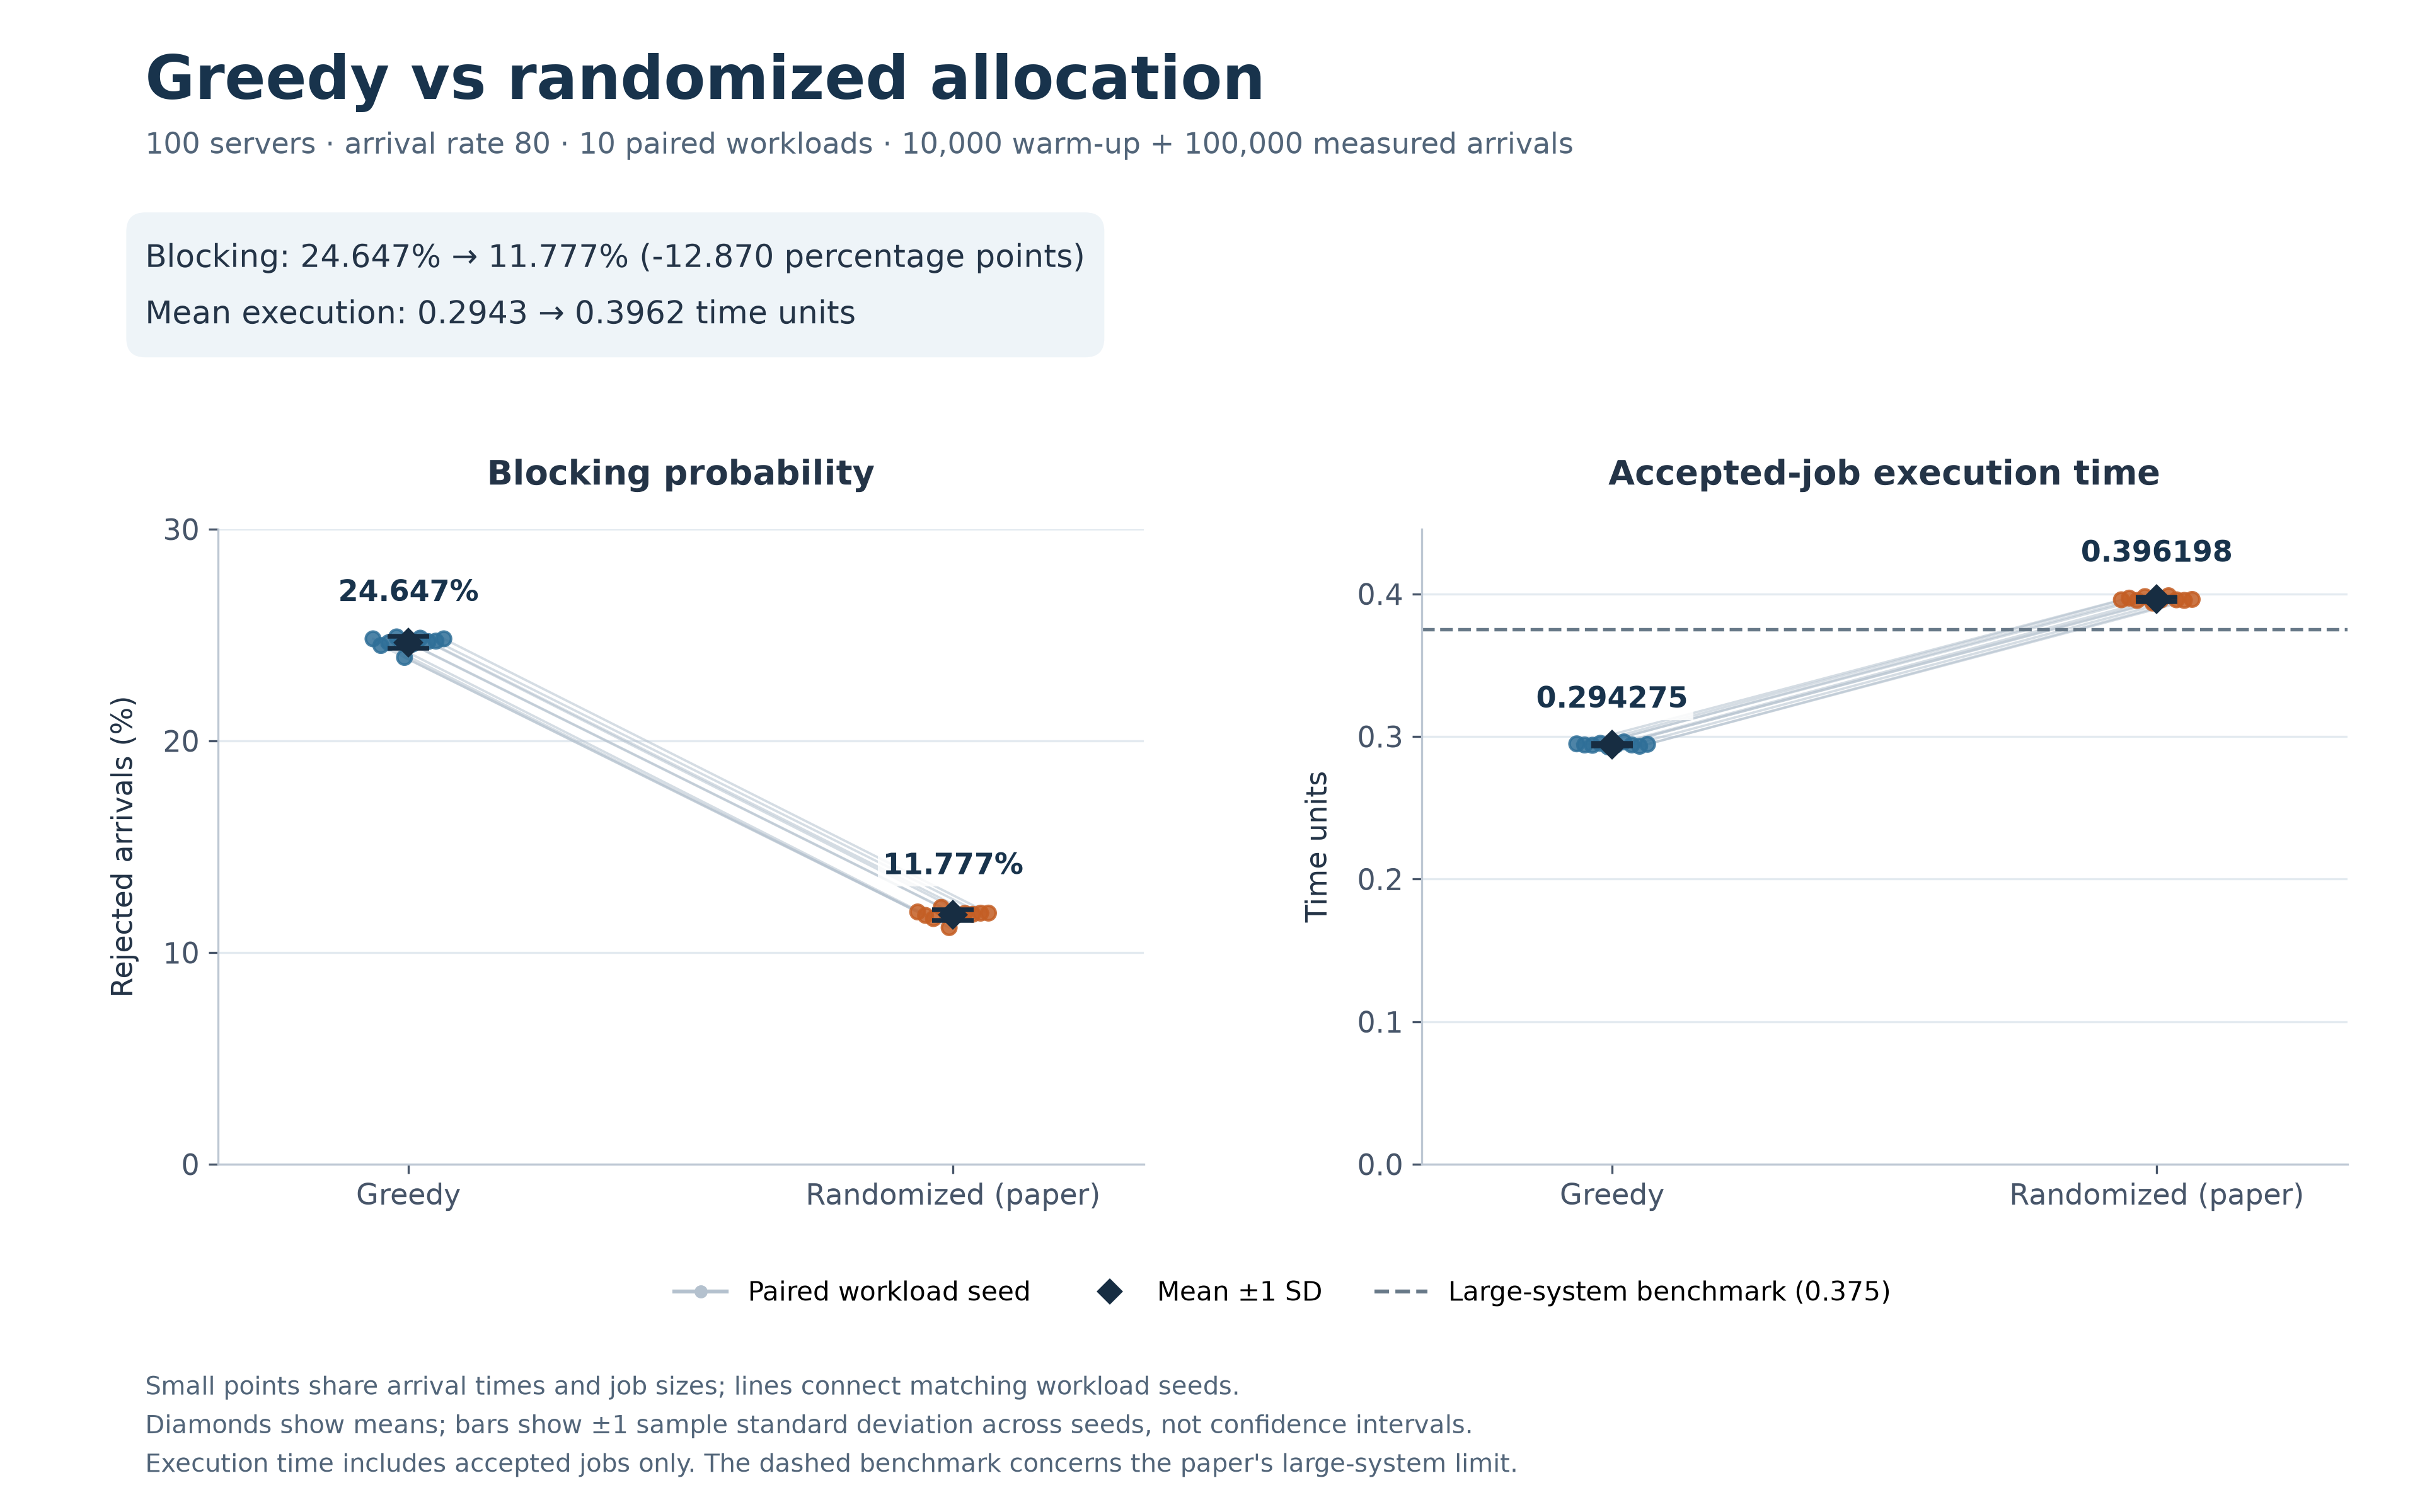 Greedy vs randomized allocation
100 servers · arrival rate 80 · 10 paired workloads · 10,000 warm-up + 100,000 measured arrivals
Blocking: 24.647% → 11.777% (-12.870 percentage points)
Mean execution: 0.2943 → 0.3962 time units
Blocking probability
Rejected arrivals (%)
30
20
10
0
24.647%
11.777%
Greedy
Randomized (paper)
Accepted-job execution time
Time units
0.4
0.3
0.2
0.1
0.0
0.396198
0.294275
Greedy
Randomized (paper)
Paired workload seed
Mean ±1 SD
Large-system benchmark (0.375)
Small points share arrival times and job sizes; lines connect matching workload seeds.
Diamonds show means; bars show ±1 sample standard deviation across seeds, not confidence intervals.
Execution time includes accepted jobs only. The dashed benchmark concerns the paper's large-system limit.